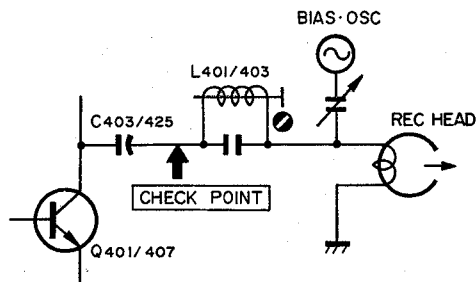 BIAS·OSC
L401/403
C403/425
REC HEAD
CHECK POINT
Q401/407